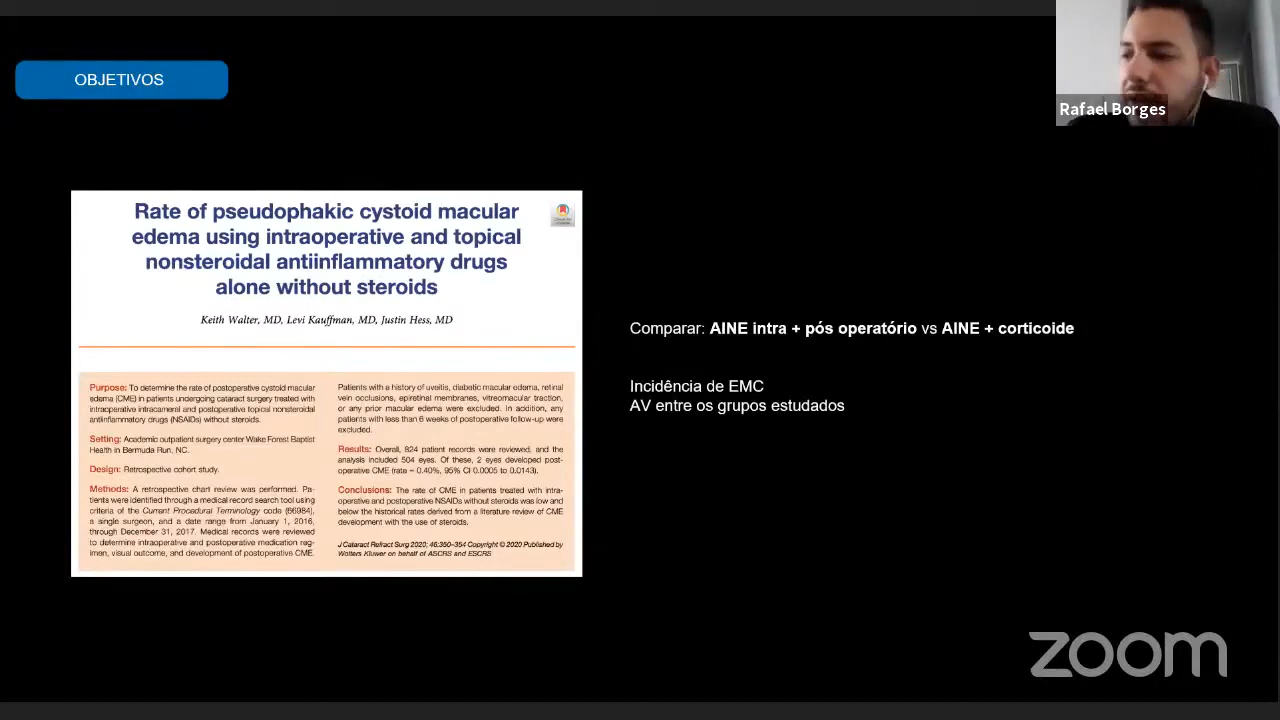 OBJETIVOS
Rafael Borges
Rate of pseudophakic cystoid macular
edema using intraoperative and topical
nonsteroidal antiinflammatory drugs
alone without steroids
Keith Walter, MD, Levi Kauffman, MD, Justin Hess, MD
Purpose: To determine the rate of postoperative cystoid macular
edema (CME) in patients undergoing cataract surgery treated with
intraoperative intracameral and postoperative topical nonsteroidal
antiinflammatory drugs (NSAIDs) without steroids.
Setting: Academic outpatient surgery center Wake Forest Baptist
Health in Bermuda Run, NC.
Design: Retrospective cohort study.
Methods: A retrospective chart review was performed. Pa-
tients were identified through a medical record search tool using
criteria of the Current Procedural Terminology code (66984),
a single surgeon, and a date range from January 1, 2016,
through December 31, 2017. Medical records were reviewed
to determine intraoperative and postoperative medication reg-
imen, visual outcome, and development of postoperative CME.
Patients with a history of uveitis, diabetic macular edema, retinal
vein occlusions, epiretinal membranes, vitreomacular traction,
or any prior macular edema were excluded. In addition, any
patients with less than 6 weeks of postoperative follow-up were
excluded.
Results: Overall, 824 patient records were reviewed, and the
analysis included 504 eyes. Of these, 2 eyes developed post-
operative CME (rate = 0.40%, 95% CI 0.0005 to 0.0143).
Conclusions: The rate of CME in patients treated with intra-
operative and postoperative NSAIDs without steroids was low and
below the historical rates derived from a literature review of CME
development with the use of steroids.
J Cataract Refract Surg 2020; 46:350–354 Copyright © 2020 Published by
Wolters Kluwer on behalf of ASCRS and ESCRS
Comparar: AINE intra + pós operatório vs AINE + corticoide
Incidência de EMC
AV entre os grupos estudados
zoom